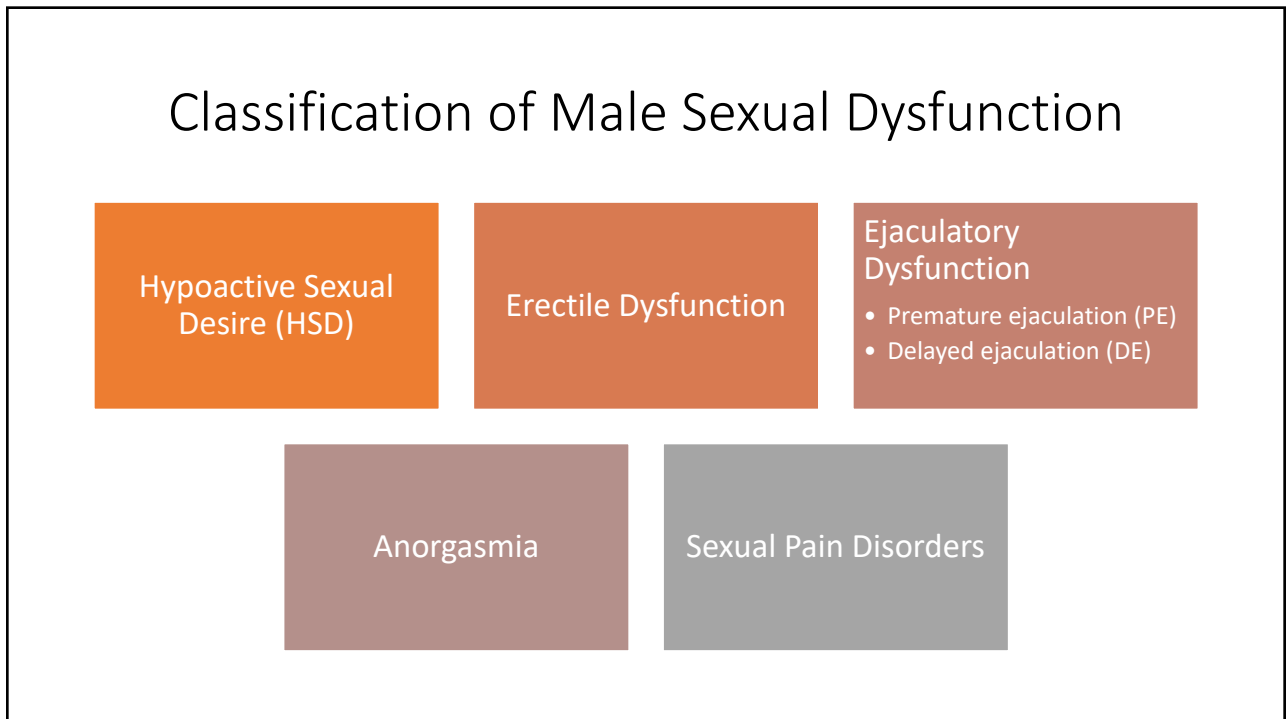 Classification of Male Sexual Dysfunction
Hypoactive Sexual
Desire (HSD)
Erectile Dysfunction
Ejaculatory
Dysfunction
• Premature ejaculation (PE)
• Delayed ejaculation (DE)
Anorgasmia
Sexual Pain Disorders